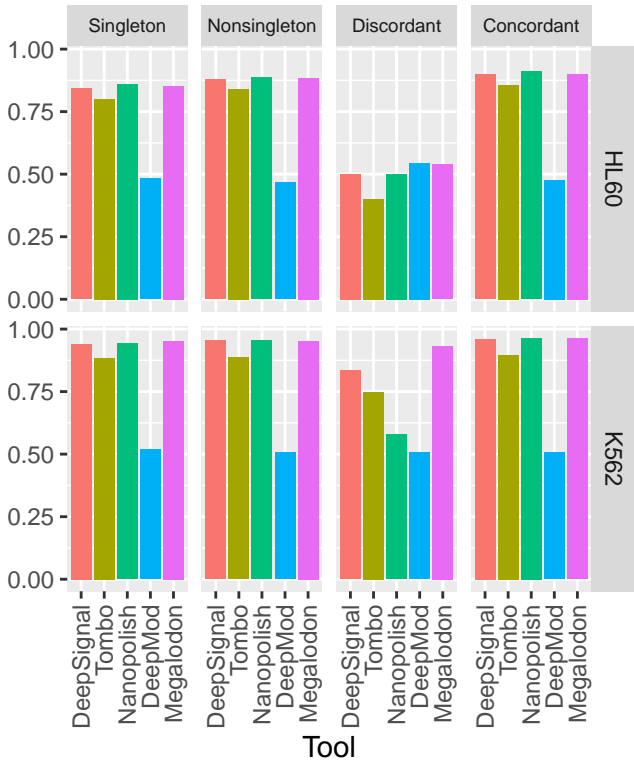 Singleton Nonsingleton Discordant Concordant
1.00
0.75
0.50
0.25
0.00
HL60
1.00
0.75
0.50
0.25
0.00
K562
DeepSignal Tombo Nanopolish DeepMod Megalodon DeepSignal Tombo Nanopolish DeepMod Megalodon DeepSignal Tombo Nanopolish DeepMod Megalodon DeepSignal Tombo Nanopolish DeepMod Megalodon
Tool